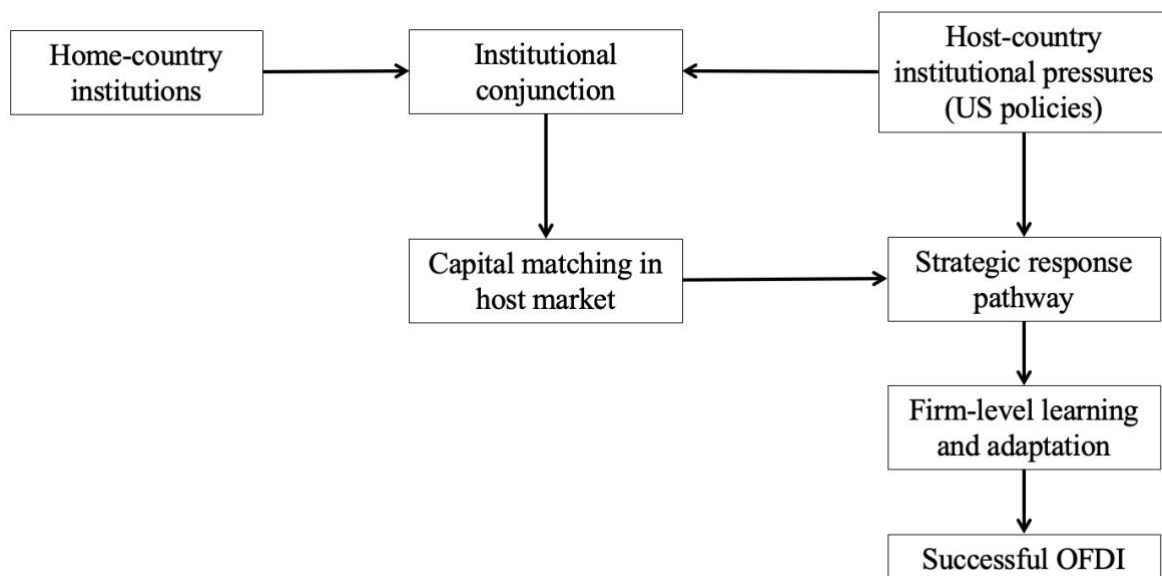 Home-country
institutions
Institutional
conjunction
Host-country
institutional pressures
(US policies)
Capital matching in
host market
Strategic response
pathway
Firm-level learning
and adaptation
Successful OFDI